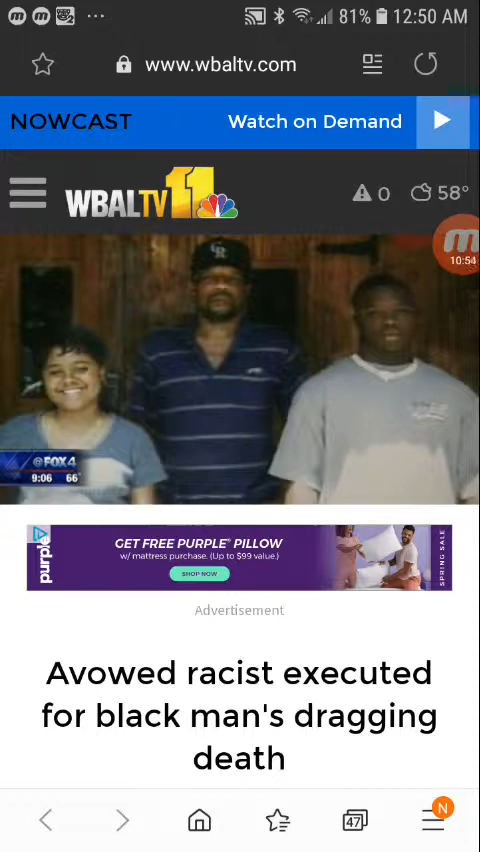 81% 12:50 AM
www.wbaltv.com
NOWCAST Watch on Demand
WBALTV 11 0 58°
m
10:54
@FOX4
9:06 66°
purple
GET FREE PURPLE® PILLOW
w/ mattress purchase. (Up to $99 value.)
SHOP NOW
SPRING SALE
Advertisement
Avowed racist executed
for black man's dragging
death
47
N